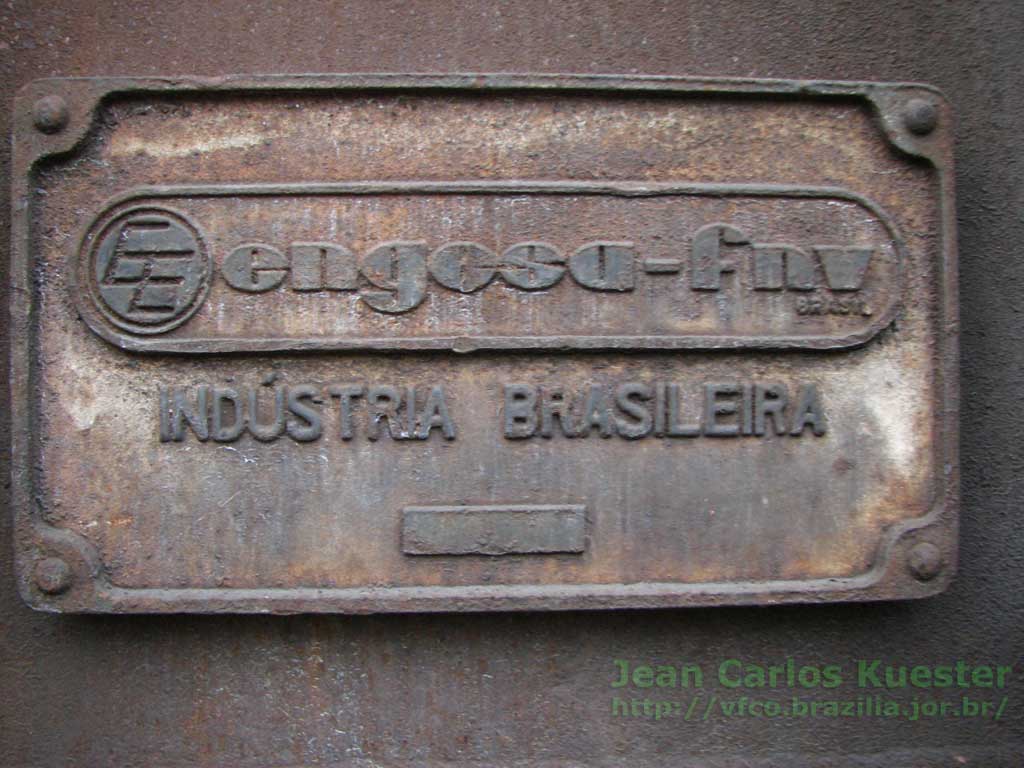 engesa-fnv
BRASIL
INDÚSTRIA BRASILEIRA
Jean Carlos Kuester
http://vfco.brazilia.jor.br/